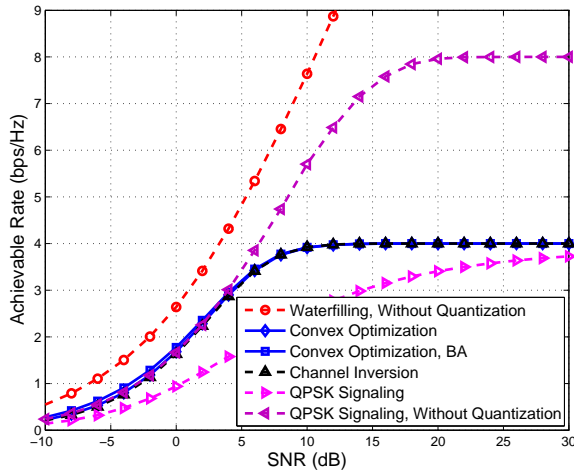 9
8
7
6
5
4
3
2
1
0
Achievable Rate (bps/Hz)
−10
−5
0
5
10
15
20
25
30
SNR (dB)
Waterfilling, Without Quantization
Convex Optimization
Convex Optimization, BA
Channel Inversion
QPSK Signaling
QPSK Signaling, Without Quantization